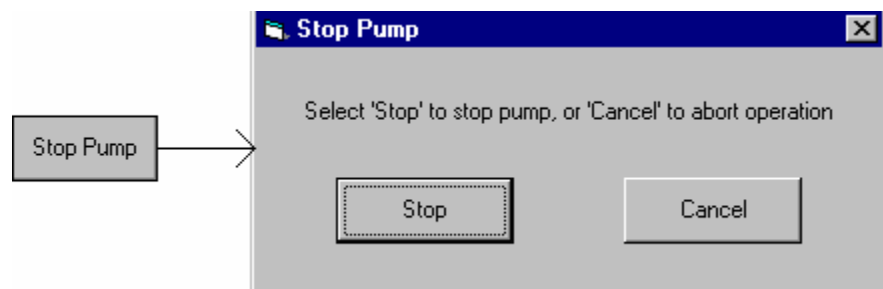 Stop Pump
Select 'Stop' to stop pump, or 'Cancel' to abort operation
Stop Pump
Stop
Cancel